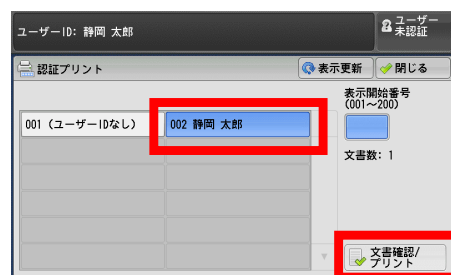 ユーザーID: 静岡 太郎
ユーザー
未認証
認証プリント
表示更新
閉じる
表示開始番号
(001～200)
001 (ユーザーIDなし)
002 静岡 太郎
文書数: 1
文書確認/
プリント